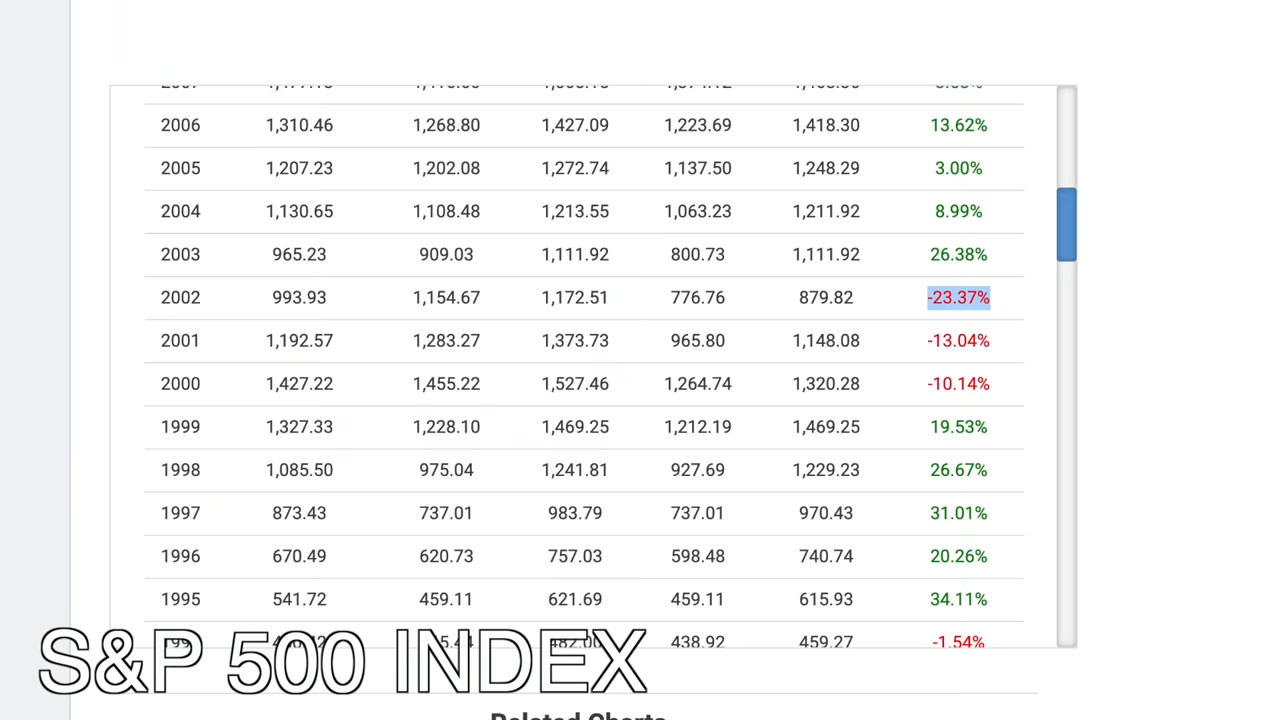 2006 1,310.46 1,268.80 1,427.09 1,223.69 1,418.30 13.62%
2005 1,207.23 1,202.08 1,272.74 1,137.50 1,248.29 3.00%
2004 1,130.65 1,108.48 1,213.55 1,063.23 1,211.92 8.99%
2003 965.23 909.03 1,111.92 800.73 1,111.92 26.38%
2002 993.93 1,154.67 1,172.51 776.76 879.82 -23.37%
2001 1,192.57 1,283.27 1,373.73 965.80 1,148.08 -13.04%
2000 1,427.22 1,455.22 1,527.46 1,264.74 1,320.28 -10.14%
1999 1,327.33 1,228.10 1,469.25 1,212.19 1,469.25 19.53%
1998 1,085.50 975.04 1,241.81 927.69 1,229.23 26.67%
1997 873.43 737.01 983.79 737.01 970.43 31.01%
1996 670.49 620.73 757.03 598.48 740.74 20.26%
1995 541.72 459.11 621.69 459.11 615.93 34.11%
438.92 459.27 -1.54%
S&P 500 INDEX
Related Charts